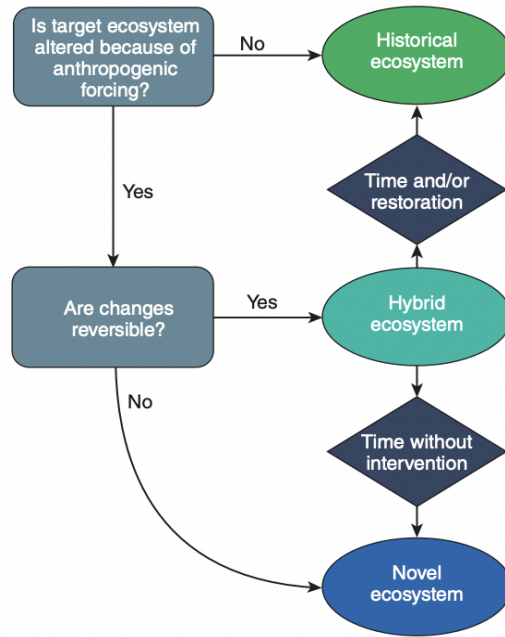 Is target ecosystem
altered because of
anthropogenic
forcing?
No
Historical
ecosystem
Yes
Time and/or
restoration
Are changes
reversible?
Yes
Hybrid
ecosystem
No
Time without
intervention
Novel
ecosystem